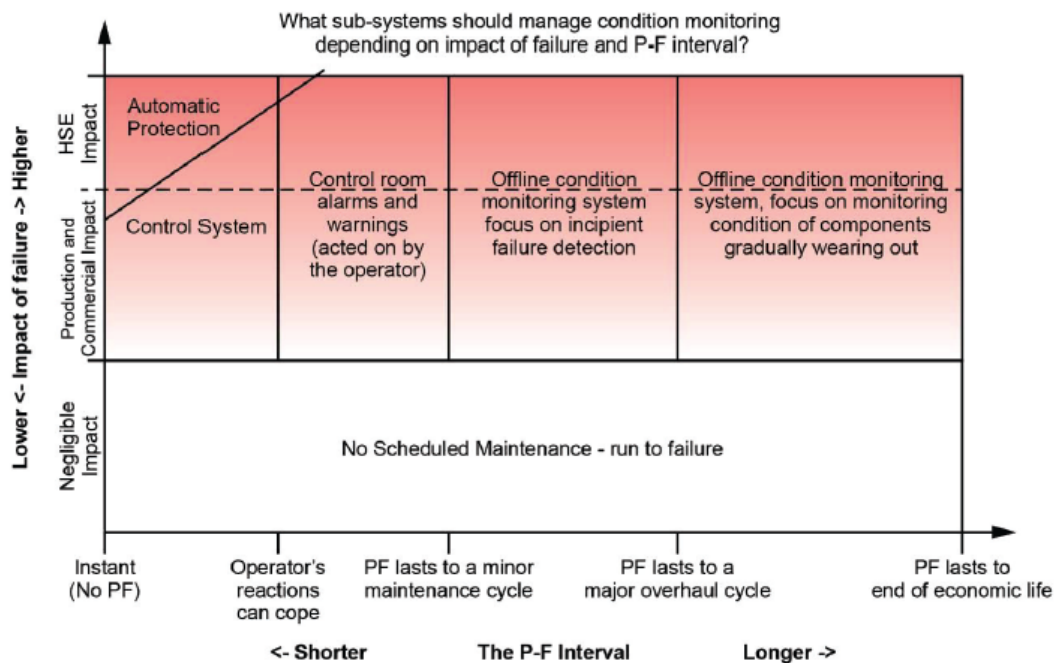 What sub-systems should manage condition monitoring
depending on impact of failure and P-F interval?
Lower <- Impact of failure -> Higher
HSE
Impact
Production and
Commercial Impact
Negligible
Impact
Automatic
Protection
Control System
Control room
alarms and
warnings
(acted on by
the operator)
Offline condition
monitoring system
focus on incipient
failure detection
Offline condition monitoring
system, focus on monitoring
condition of components
gradually wearing out
No Scheduled Maintenance - run to failure
Instant
(No PF)
Operator's
reactions
can cope
PF lasts to a minor
maintenance cycle
PF lasts to a
major overhaul cycle
PF lasts to
end of economic life
<- Shorter
The P-F Interval
Longer ->